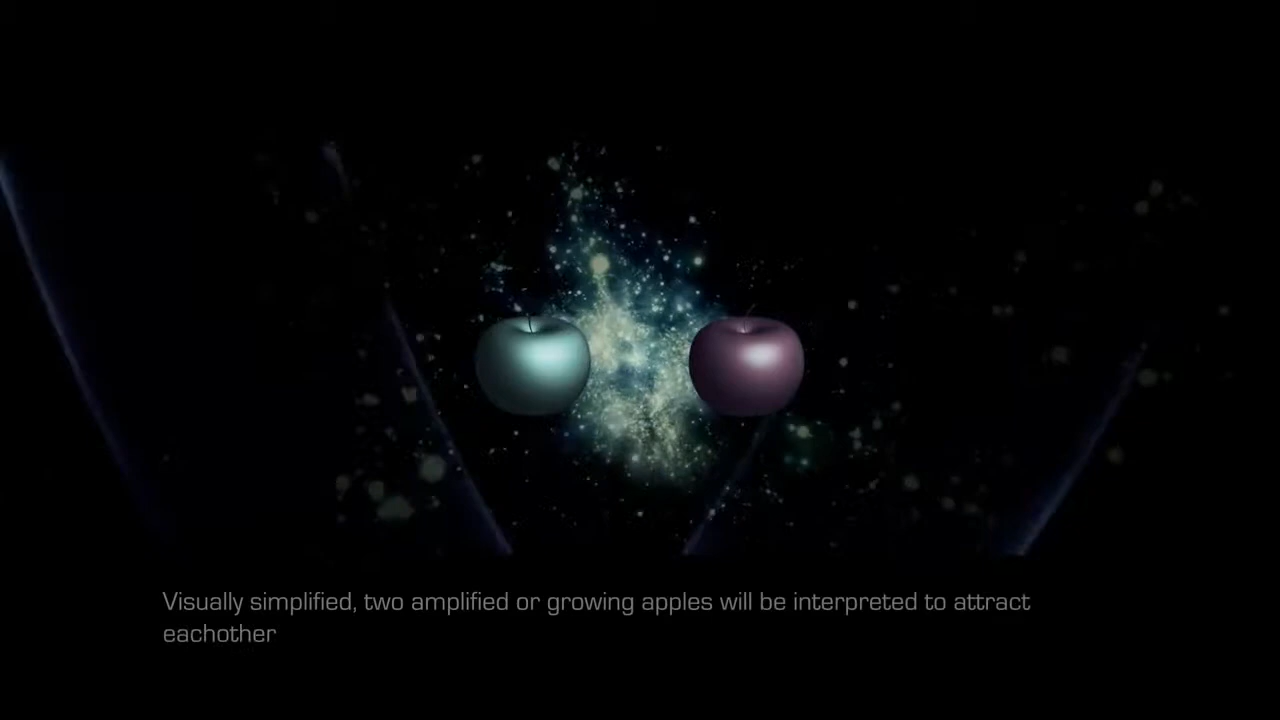 Visually simplified, two amplified or growing apples will be interpreted to attract
eachother